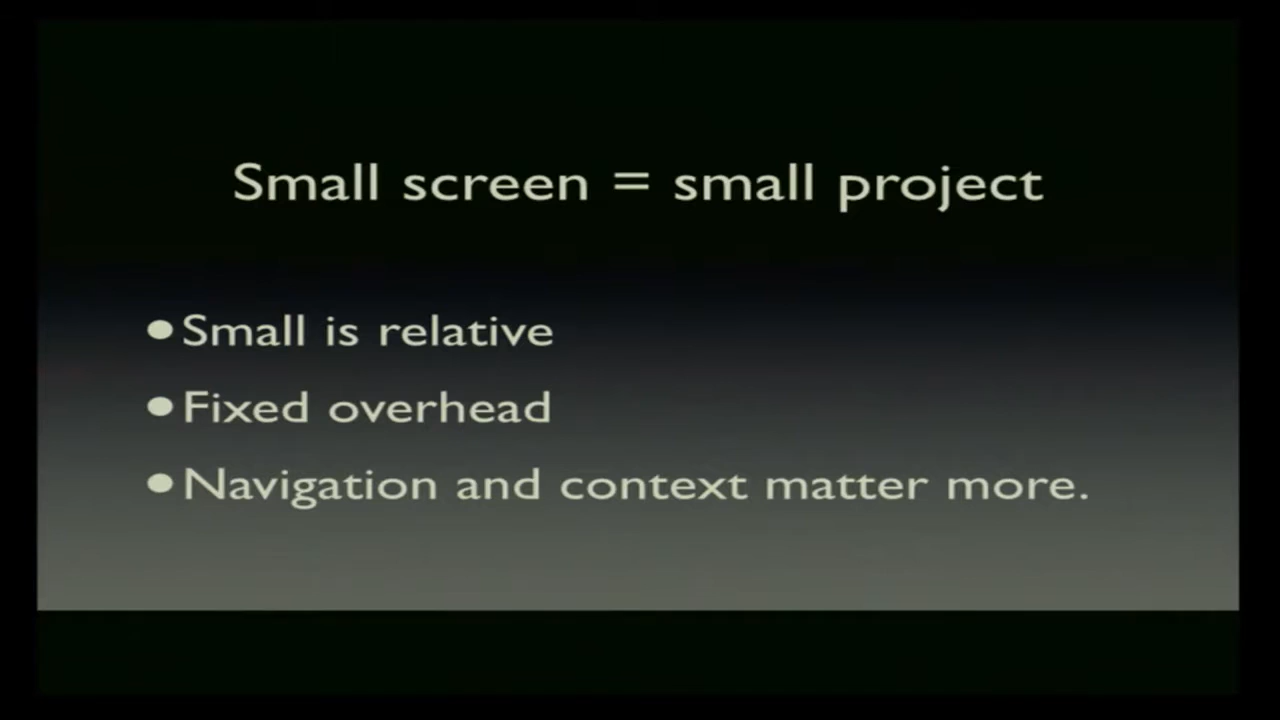 Small screen = small project
•Small is relative
•Fixed overhead
•Navigation and context matter more.